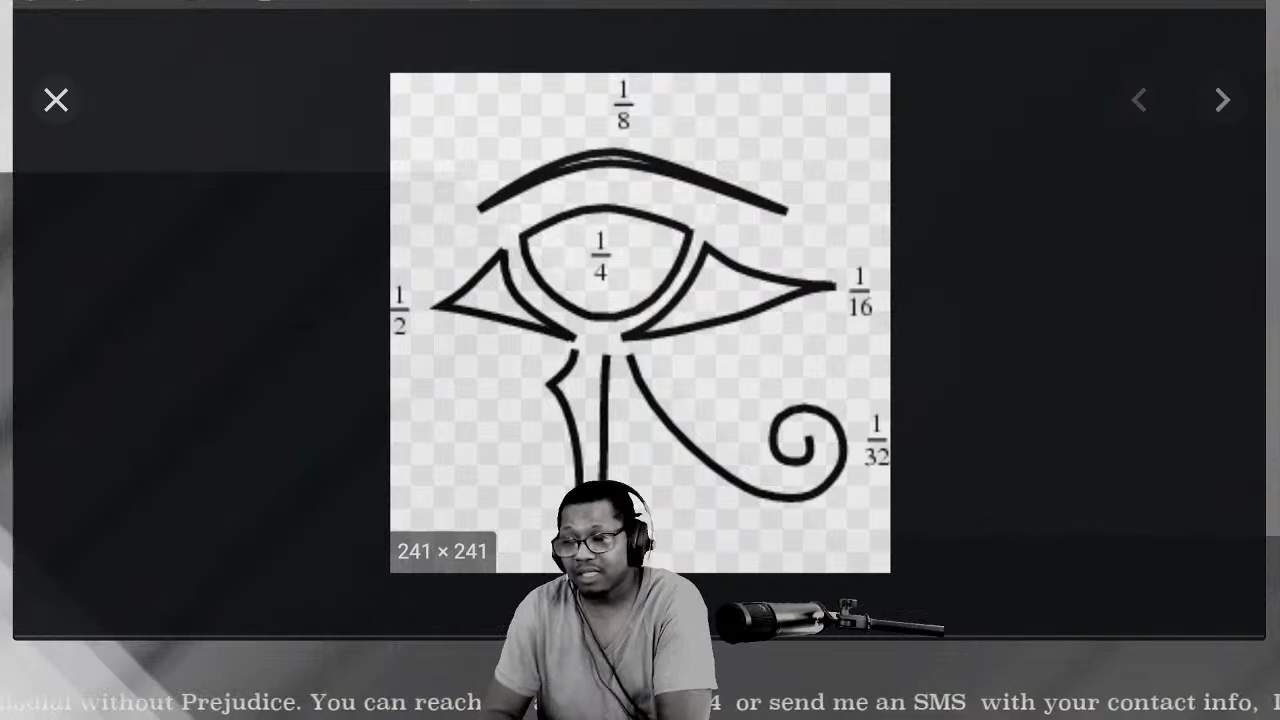 1/8
1/4
1/2
1/16
1/32
241 × 241
without Prejudice. You can reach 4 or send me an SMS with your contact info,